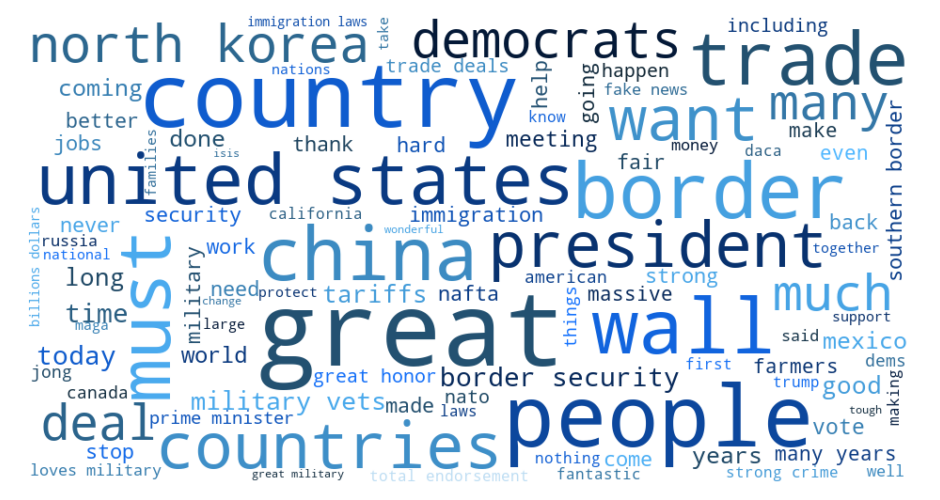 immigration laws
take
including
north korea
democrats
trade
nations
trade deals
help
going
happen
coming
country
fake news
want
many
better
know
make
jobs
families
done
thank
hard
meeting
money
daca
even
southern border
isis
fair
united states
border
billions dollars
never
security
california
immigration
back
wonderful
russia
national
must
military
work
china
president
together
long
need
protect
tariffs
nafta
american
strong
things
massive
much
time
maga
change
large
great
wall
support
said
mexico
today
world
first
farmers
dems
jong
great honor
border security
trump
good
making
canada
military vets
made
nato
laws
people
tough
deal
prime minister
countries
vote
stop
nothing
come
years
many years
loves military
great military
total endorsement
fantastic
strong crime
well